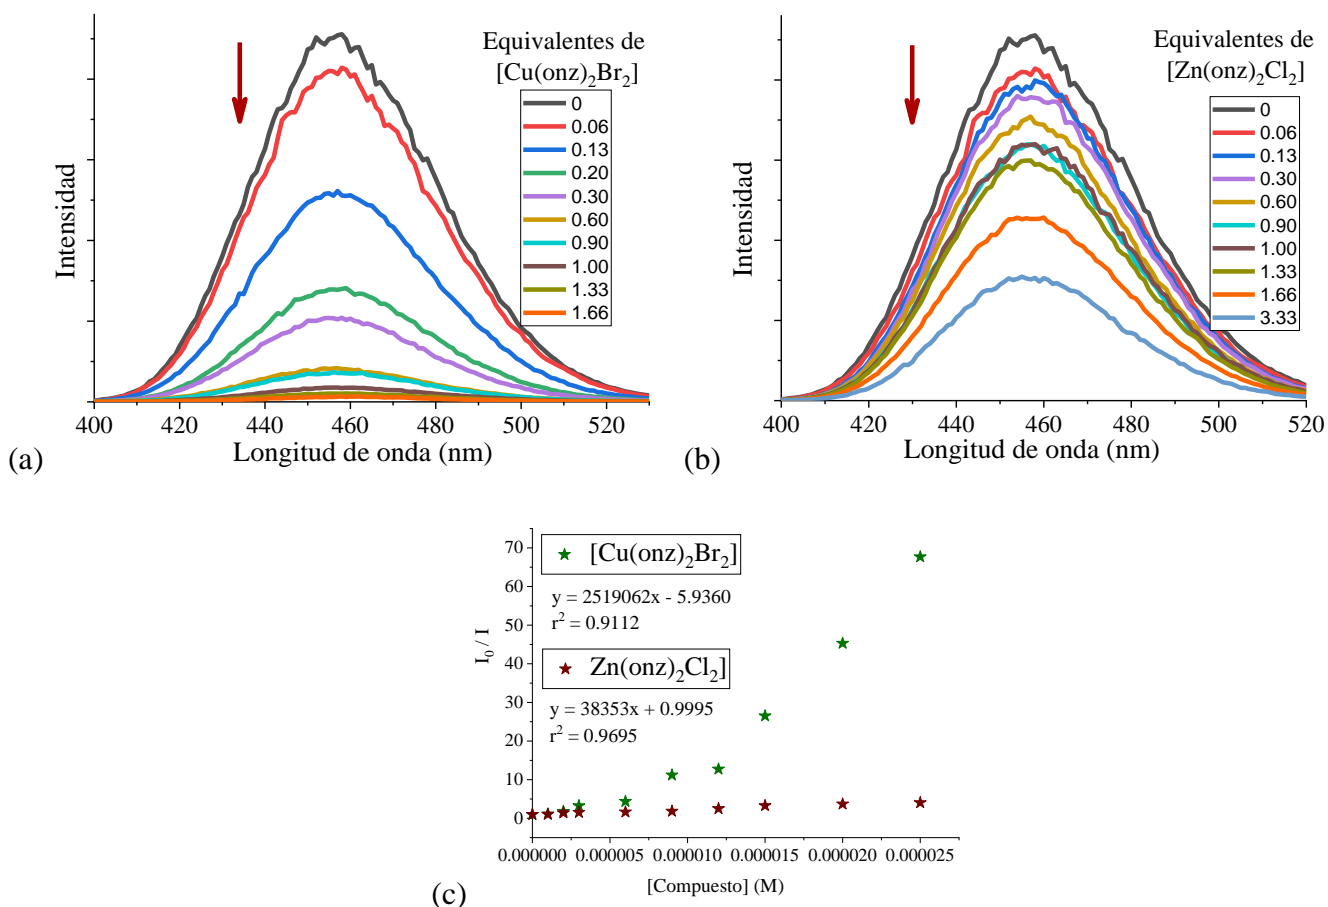 Equivalentes de
[Cu(onz)2Br2]
0
0.06
0.13
0.20
0.30
0.60
0.90
1.00
1.33
1.66
Intensidad
400
420
440
460
480
500
520
Longitud de onda (nm)
(a)
Equivalentes de
[Zn(onz)2Cl2]
0
0.06
0.13
0.30
0.60
0.90
1.00
1.33
1.66
3.33
Intensidad
400
420
440
460
480
500
520
Longitud de onda (nm)
(b)
[Cu(onz)2Br2]
y = 2519062x - 5.9360
r2 = 0.9112
Zn(onz)2Cl2]
y = 38353x + 0.9995
r2 = 0.9695
I0 / I
70
60
50
40
30
20
10
0
0.000000
0.000005
0.000010
0.000015
0.000020
0.000025
[Compuesto] (M)
(c)